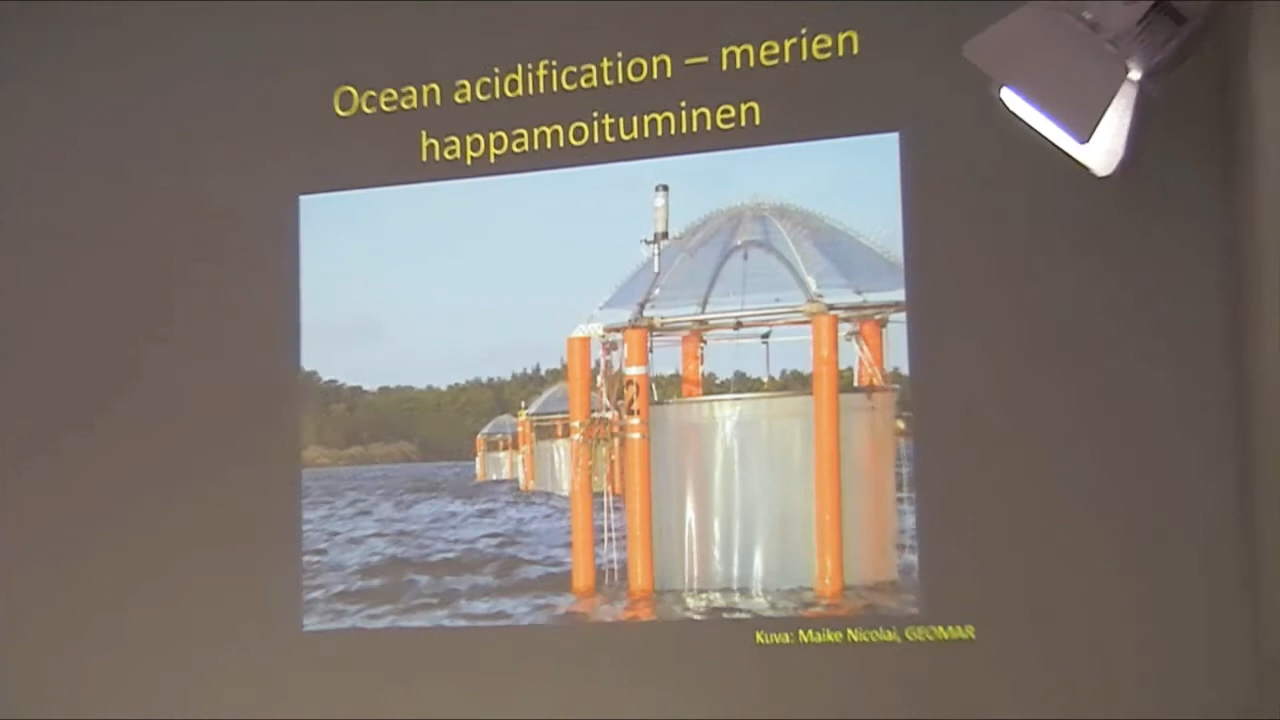 Ocean acidification – merien
happamoituminen
2
Kuva: Maike Nicolai, GEOMAR